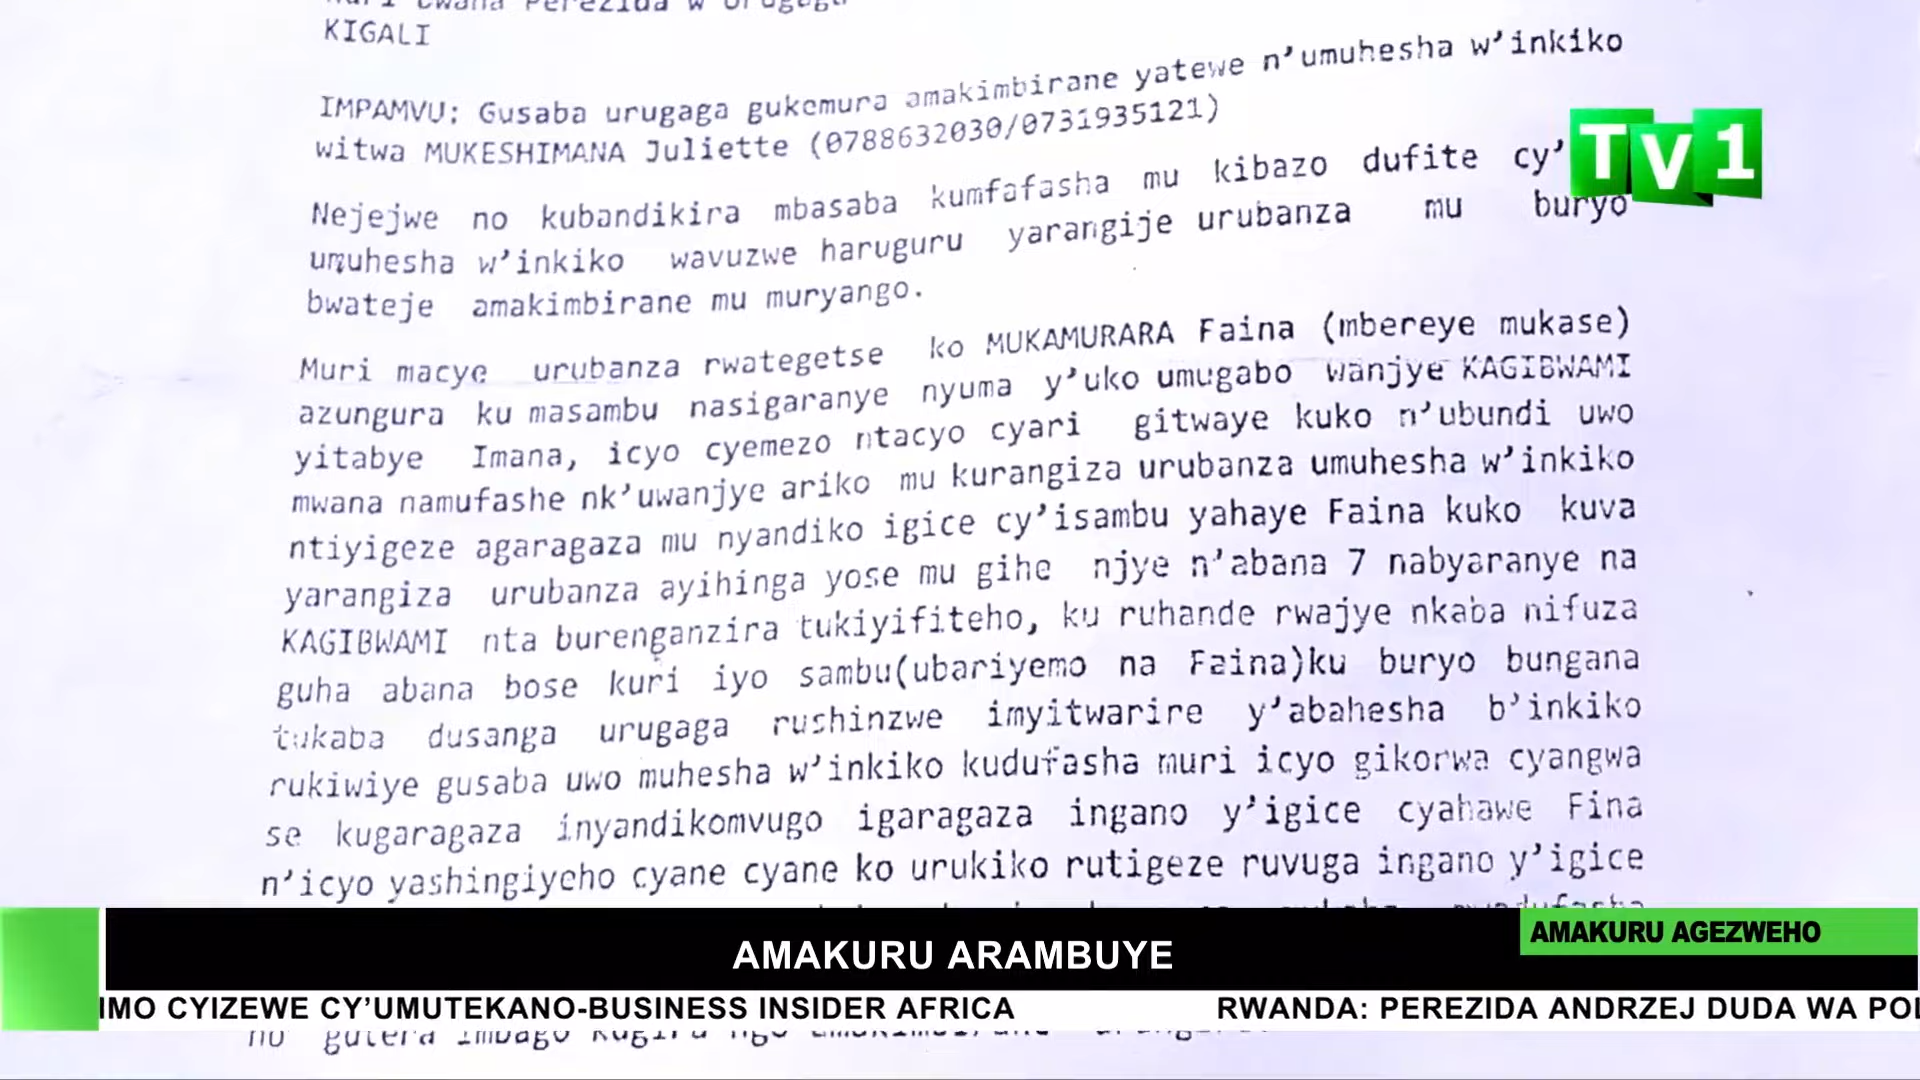 KIGALI
IMPAMVU: Gusaba urugaga gukemura amakimbirane yatewe n’umuhesha w’inkiko
witwa MUKESHIMANA Juliette (0788632030/0731935121)
Nejejwe no kubandikira mbasaba kumfafasha mu kibazo dufite cy’
umuhesha w’inkiko wavuzwe haruguru yarangije urubanza mu buryo
bwateje amakimbirane mu muryango.
Muri macye urubanza rwategetse ko MUKAMURARA Faina (mbereye mukase)
azungura ku masambu nasigaranye nyuma y’uko umugabo wanjye KAGIBWAMI
yitabye Imana, icyo cyemezo ntacyo cyari gitwaye kuko n’ubundi uwo
mwana namufashe nk’uwanjye ariko mu kurangiza urubanza umuhesha w’inkiko
ntiyigeze agaragaza mu nyandiko igice cy’isambu yahaye Faina kuko kuva
yarangiza urubanza ayihinga yose mu gihe njye n’abana 7 nabyaranye na
KAGIBWAMI nta burenganzira tukiyifiteho, ku ruhande rwajye nkaba nifuza
guha abana bose kuri iyo sambu(ubariyemo na Faina)ku buryo bungana
tukaba dusanga urugaga rushinzwe imyitwarire y’abahesha b’inkiko
rukiwiye gusaba uwo muhesha w’inkiko kudufasha muri icyo gikorwa cyangwa
se kugaragaza inyandikomvugo igaragaza ingano y’igice cyahawe Fina
n’icyo yashingiyeho cyane cyane ko urukiko rutigeze ruvuga ingano y’igice
TV1
AMAKURU AGEZWEHO
AMAKURU ARAMBUYE
IMO CYIZEWE CY’UMUTEKANO-BUSINESS INSIDER AFRICA RWANDA: PEREZIDA ANDRZEJ DUDA WA POL